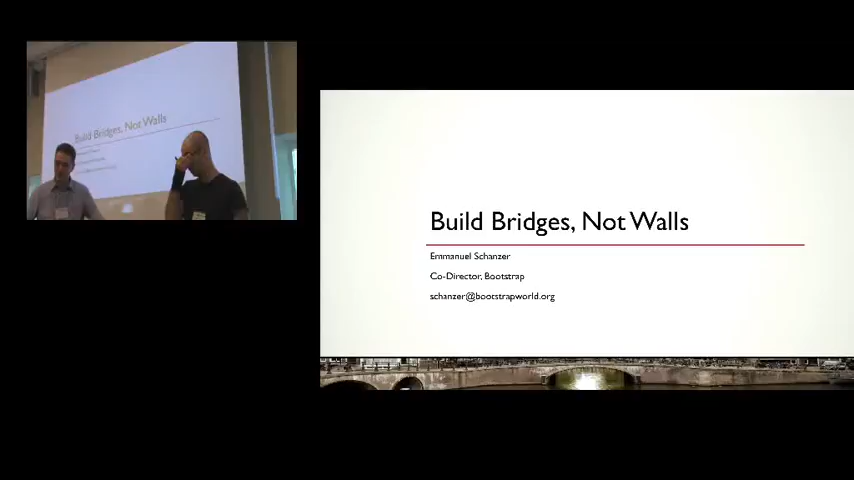 Build Bridges, Not Walls
Build Bridges, Not Walls
Emmanuel Schanzer
Co-Director, Bootstrap
schanzer@bootstrapworld.org